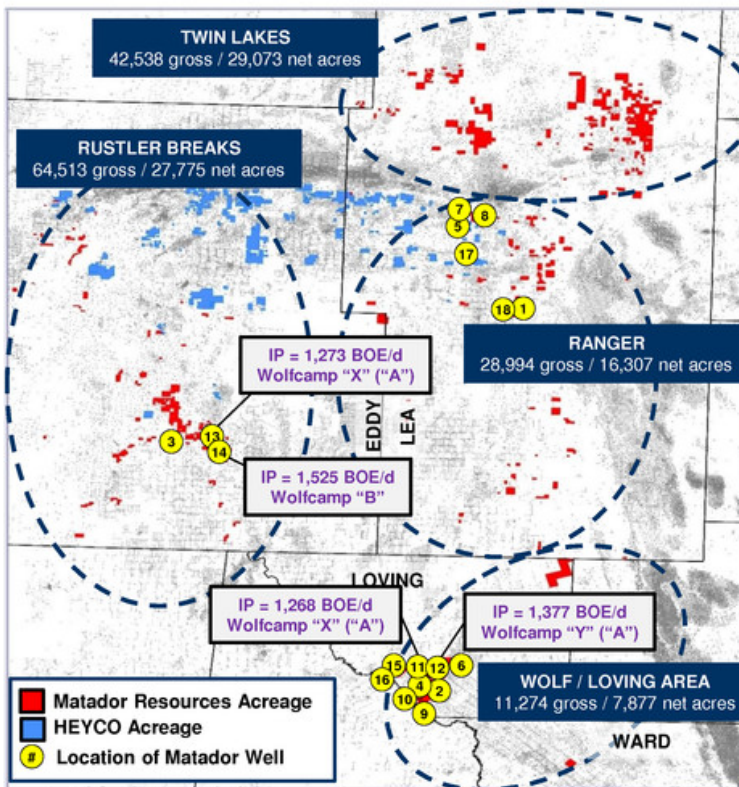 TWIN LAKES
42,538 gross / 29,073 net acres
RUSTLER BREAKS
64,513 gross / 27,775 net acres
7
8
5
17
18
1
RANGER
28,994 gross / 16,307 net acres
IP = 1,273 BOE/d
Wolfcamp "X" ("A")
EDDY
LEA
3
13
14
IP = 1,525 BOE/d
Wolfcamp "B"
LOVING
IP = 1,268 BOE/d
Wolfcamp "X" ("A")
IP = 1,377 BOE/d
Wolfcamp "Y" ("A")
15
11
12
6
16
4
2
10
9
WOLF / LOVING AREA
11,274 gross / 7,877 net acres
WARD
Matador Resources Acreage
HEYCO Acreage
# Location of Matador Well